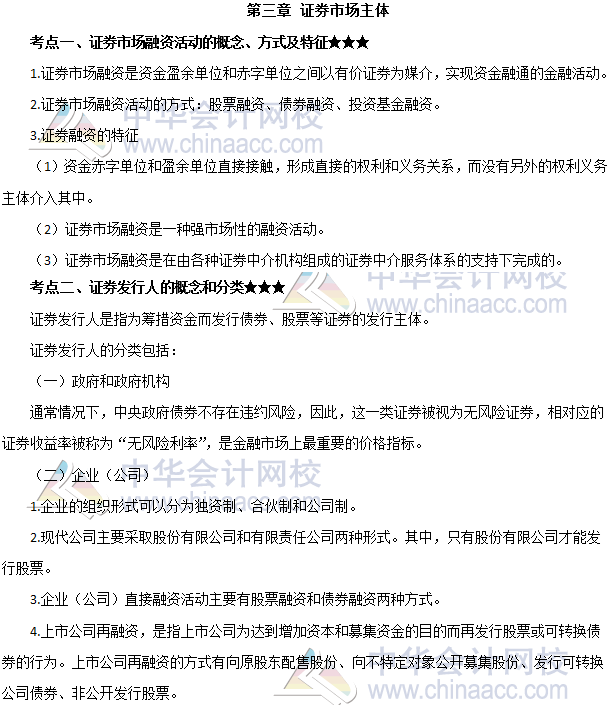 第三章 证券市场主体
考点一、证券市场融资活动的概念、方式及特征★★★
1.证券市场融资是资金盈余单位和赤字单位之间以有价证券为媒介，实现资金融通的金融活动。
2.证券市场融资活动的方式：股票融资、债券融资、投资基金融资。
中华会计网校
3.证券融资的特征
www.chinaacc.com
（1）资金赤字单位和盈余单位直接接触，形成直接的权利和义务关系，而没有另外的权利义务
主体介入其中。
（2）证券市场融资是一种强市场性的融资活动。
（3）证券市场融资是在由各种证券中介机构组成的证券中介服务体系的支持下完成的。
中华会计网校
考点二、证券发行人的概念和分类★★★
www.chinaacc.com
证券发行人是指为筹措资金而发行债券、股票等证券的发行主体。
证券发行人的分类包括：
（一）政府和政府机构
通常情况下，中央政府债券不存在违约风险，因此，这一类证券被视为无风险证券，相对应的
证券收益率被称为“无风险利率”，是金融市场上最重要的价格指标。
中华会计网校
（二）企业（公司）
www.chinaacc.com
1.企业的组织形式可以分为独资制、合伙制和公司制。
2.现代公司主要采取股份有限公司和有限责任公司两种形式。其中，只有股份有限公司才能发
行股票。
3.企业（公司）直接融资活动主要有股票融资和债券融资两种方式。
4.上市公司再融资，是指上市公司为达到增加资本和募集资金的目的而再发行股票或可转换债
券的行为。上市公司再融资的方式有向原股东配售股份、向不特定对象公开募集股份、发行可转换
中华会计网校
公司债券、非公开发行股票。
www.chinaacc.com